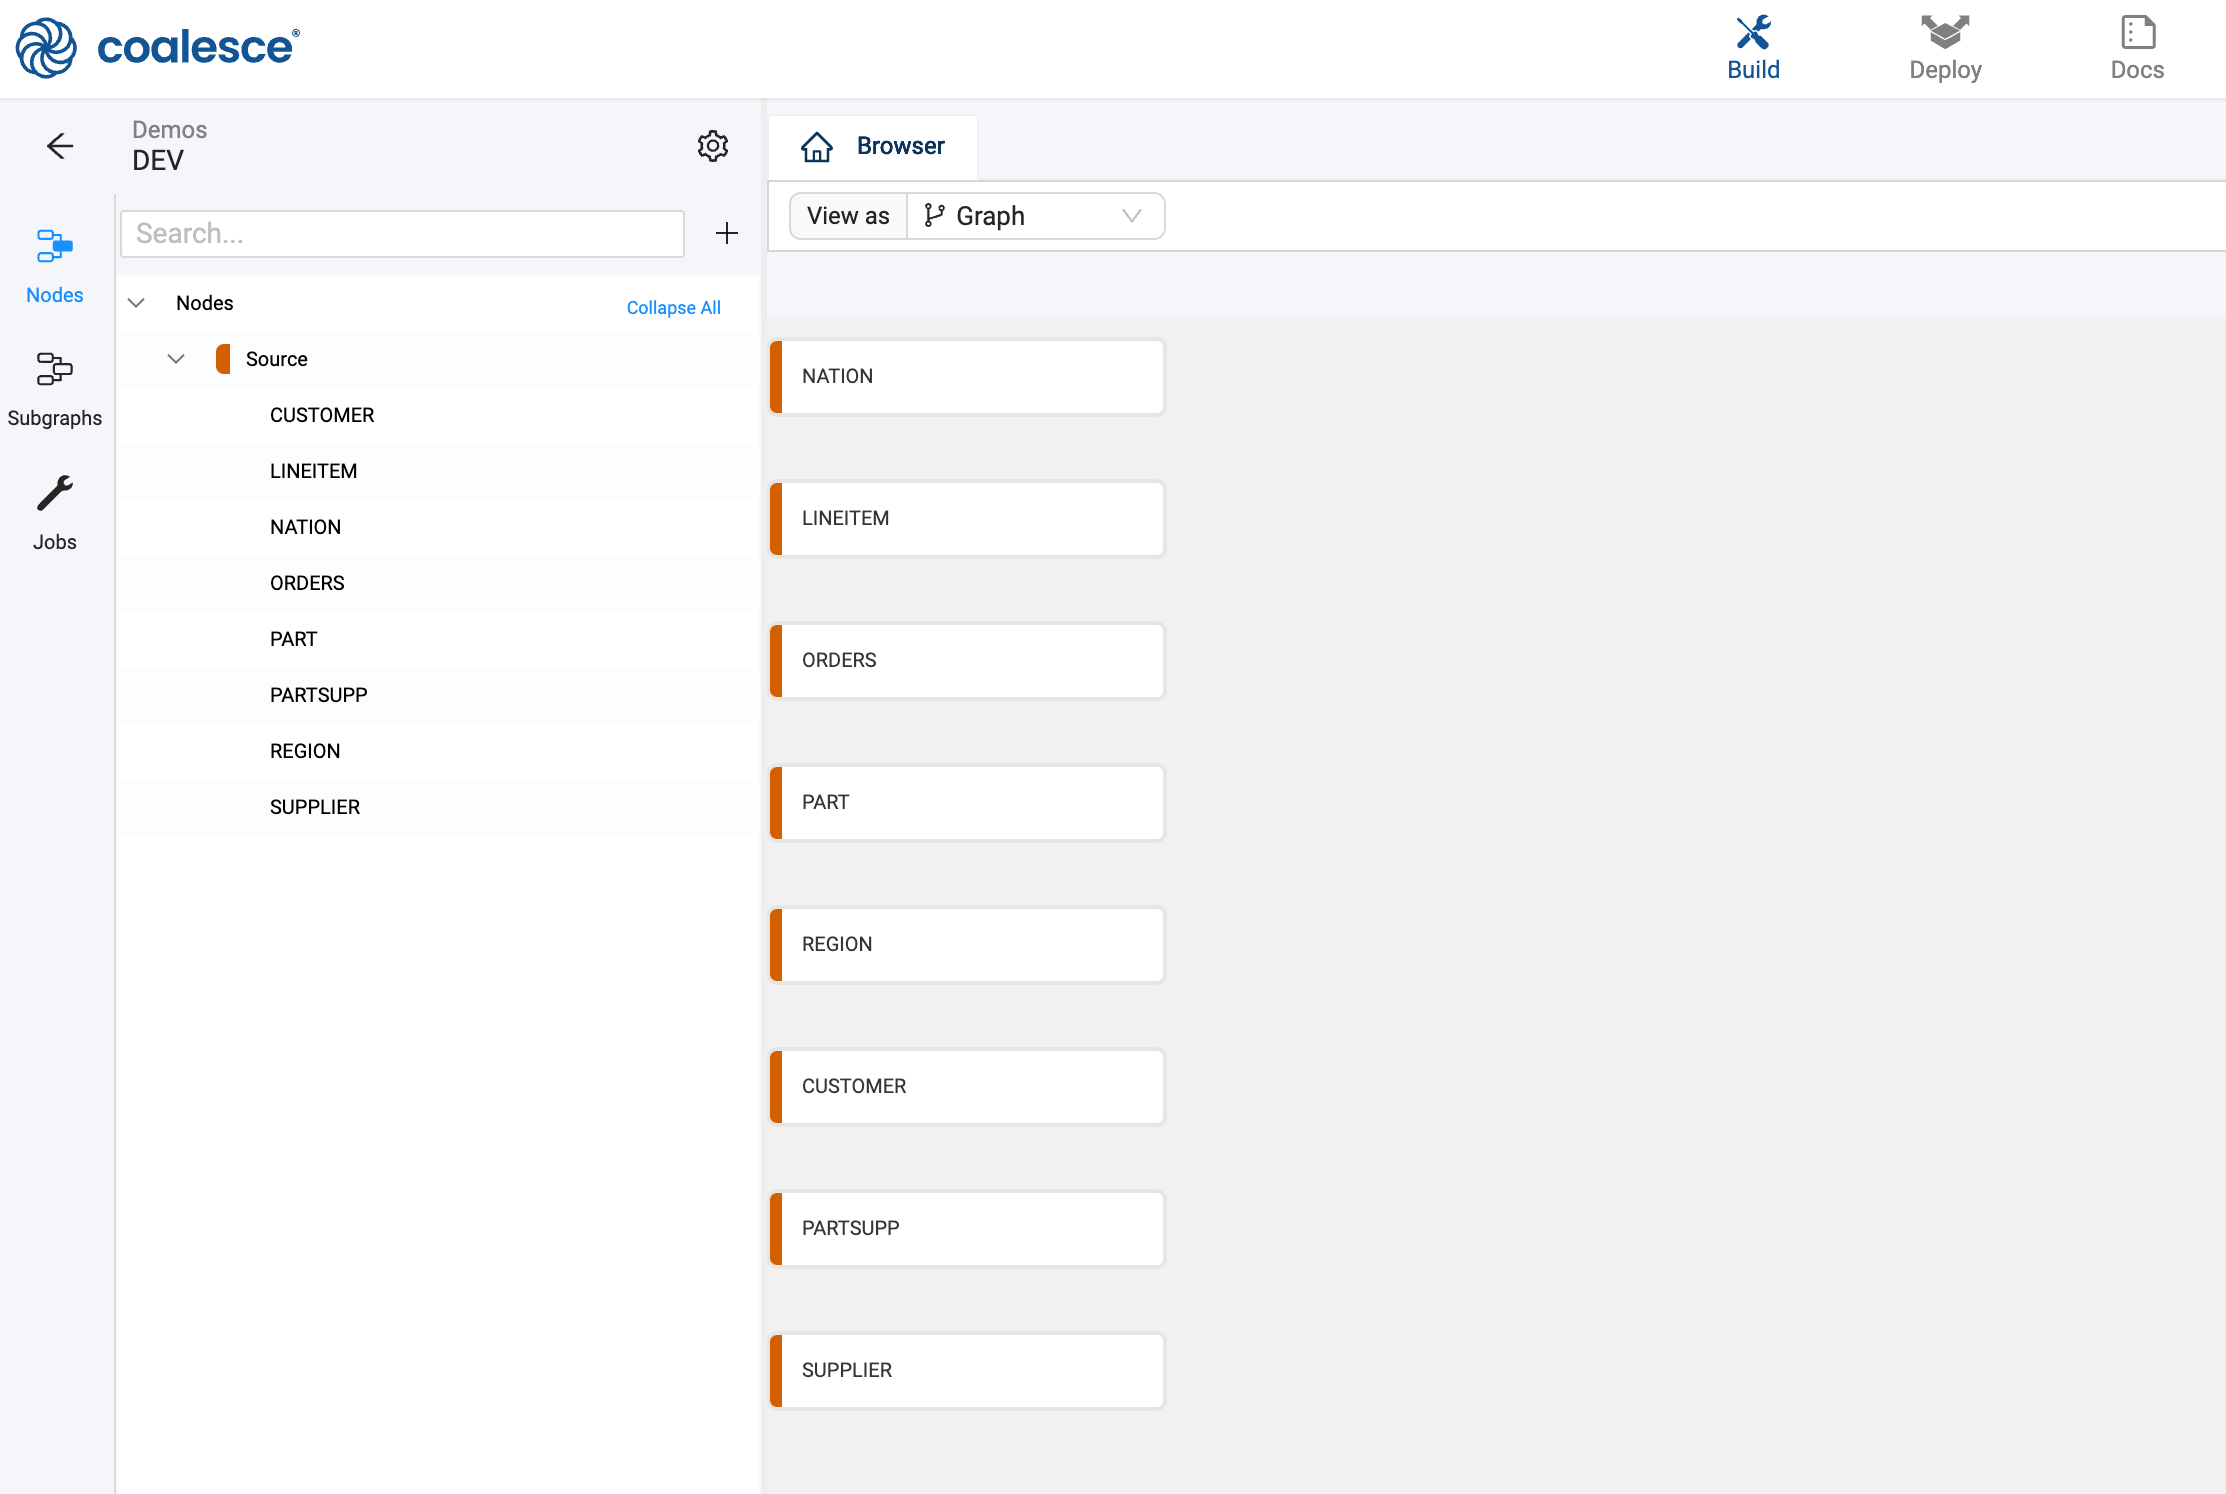 coalesce®
Build
Deploy
Docs
Demos
DEV
Browser
Search...
View as
Graph
Nodes
Subgraphs
Jobs
Nodes
Collapse All
Source
CUSTOMER
LINEITEM
NATION
ORDERS
PART
PARTSUPP
REGION
SUPPLIER
NATION
LINEITEM
ORDERS
PART
REGION
CUSTOMER
PARTSUPP
SUPPLIER